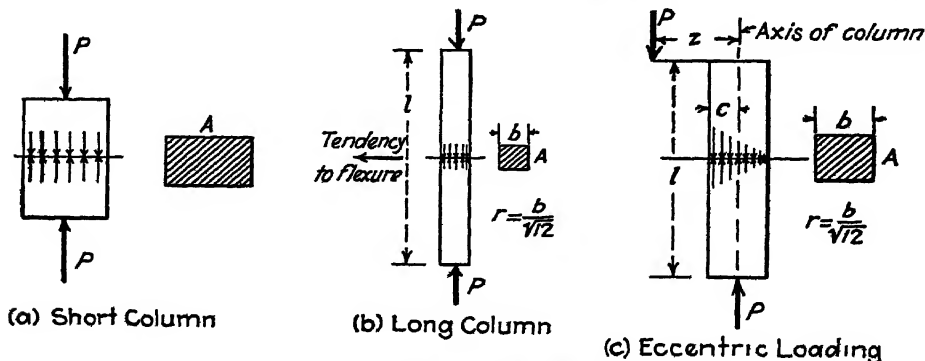 P
A
P
(a) Short Column
P
l
Tendency
to flexure
b
A
r = b/√12
P
(b) Long Column
P
z
Axis of column
c
l
b
A
r = b/√12
P
(c) Eccentric Loading